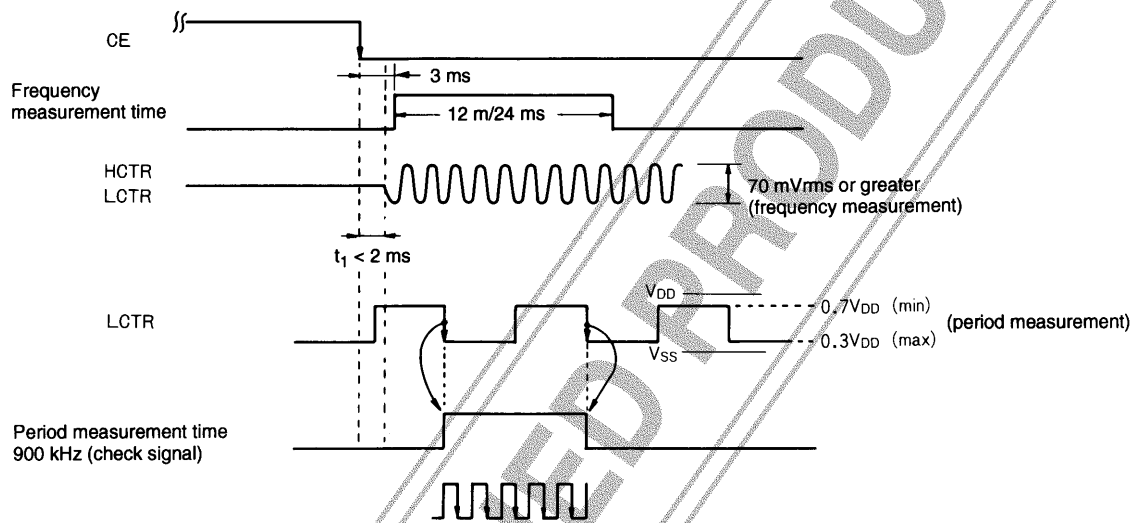 CE
3 ms
Frequency
measurement time
12 m/24 ms
HCTR
LCTR
70 mVrms or greater
(frequency measurement)
t₁ < 2 ms
VDD
0.7VDD (min)
LCTR
(period measurement)
0.3VDD (max)
VSS
Period measurement time
900 kHz (check signal)
ED PRODU